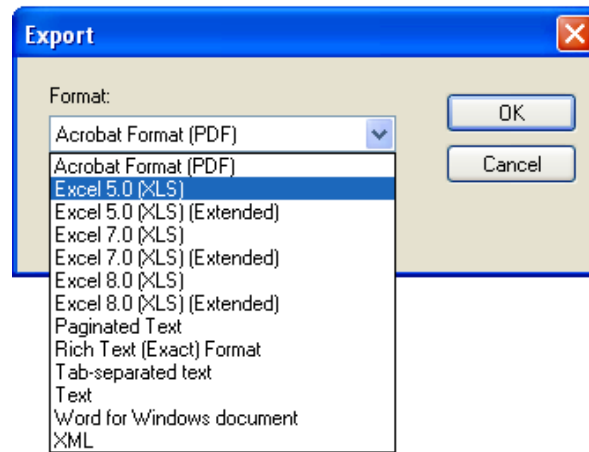 Export
Format:
Acrobat Format (PDF)
OK
Cancel
Acrobat Format (PDF)
Excel 5.0 (XLS)
Excel 5.0 (XLS) (Extended)
Excel 7.0 (XLS)
Excel 7.0 (XLS) (Extended)
Excel 8.0 (XLS)
Excel 8.0 (XLS) (Extended)
Paginated Text
Rich Text (Exact) Format
Tab-separated text
Text
Word for Windows document
XML